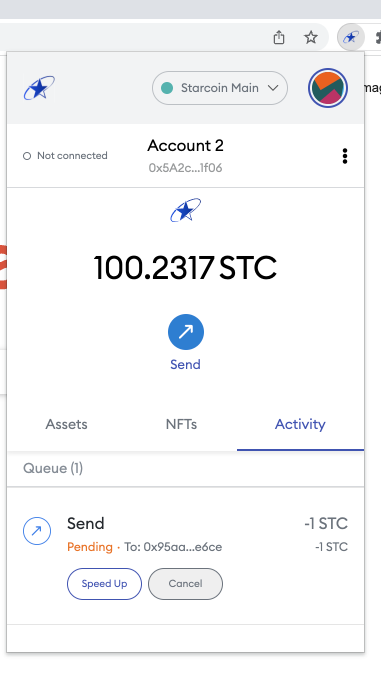 Starcoin Main
Account 2
Not connected
0x5A2c...1f06
100.2317 STC
Send
Assets
NFTs
Activity
Queue (1)
Send
-1 STC
Pending · To: 0x95aa...e6ce
-1 STC
Speed Up
Cancel